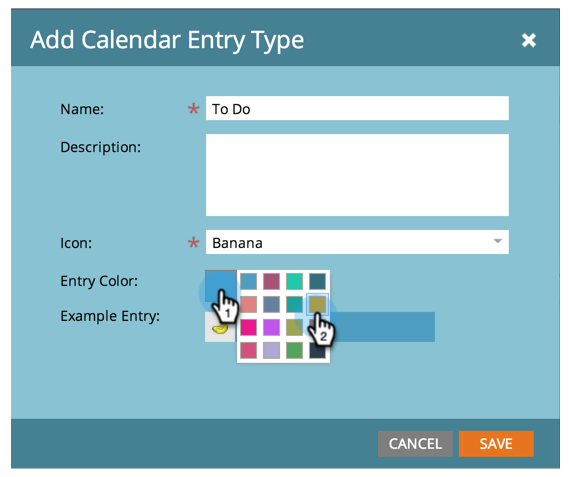 Add Calendar Entry Type
Name: * To Do
Description:
Icon: * Banana
Entry Color:
1
Example Entry:
2
CANCEL SAVE